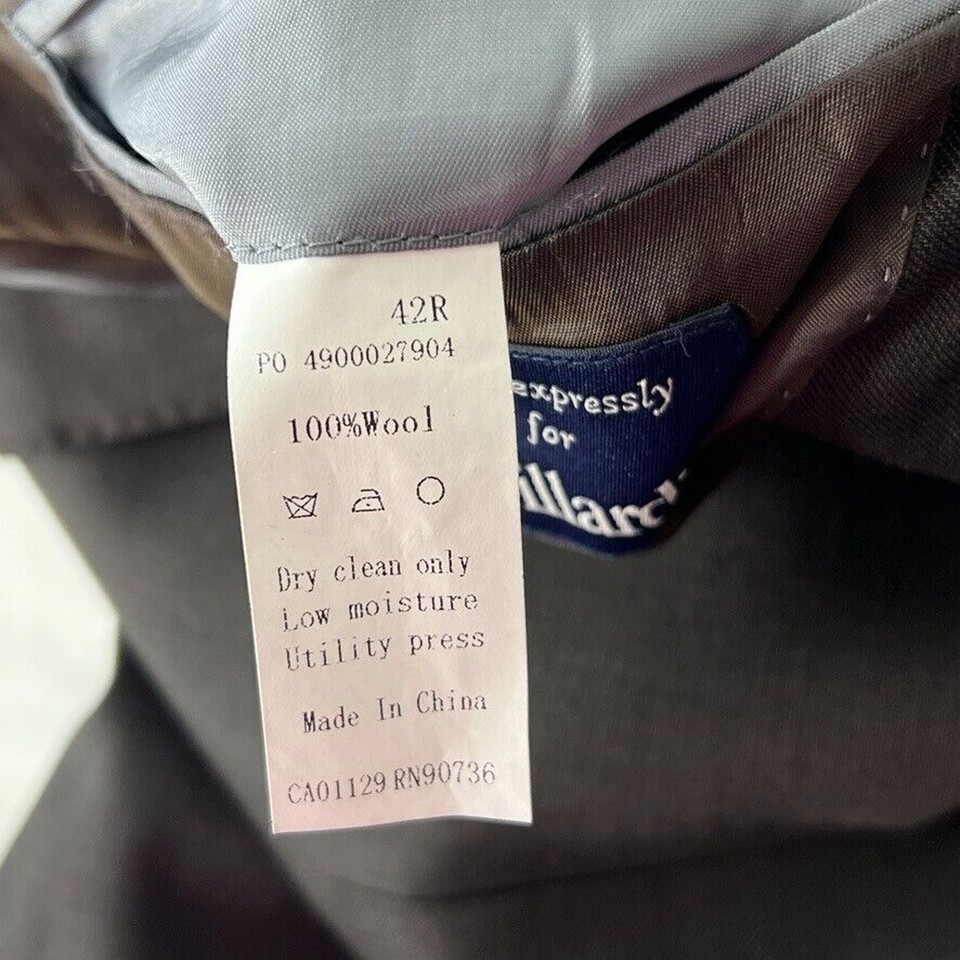 42R
PO 4900027904
100%Wool
Dry clean only
Low moisture
Utility press
Made In China
CA01129 RN90736
expressly
for
illard'